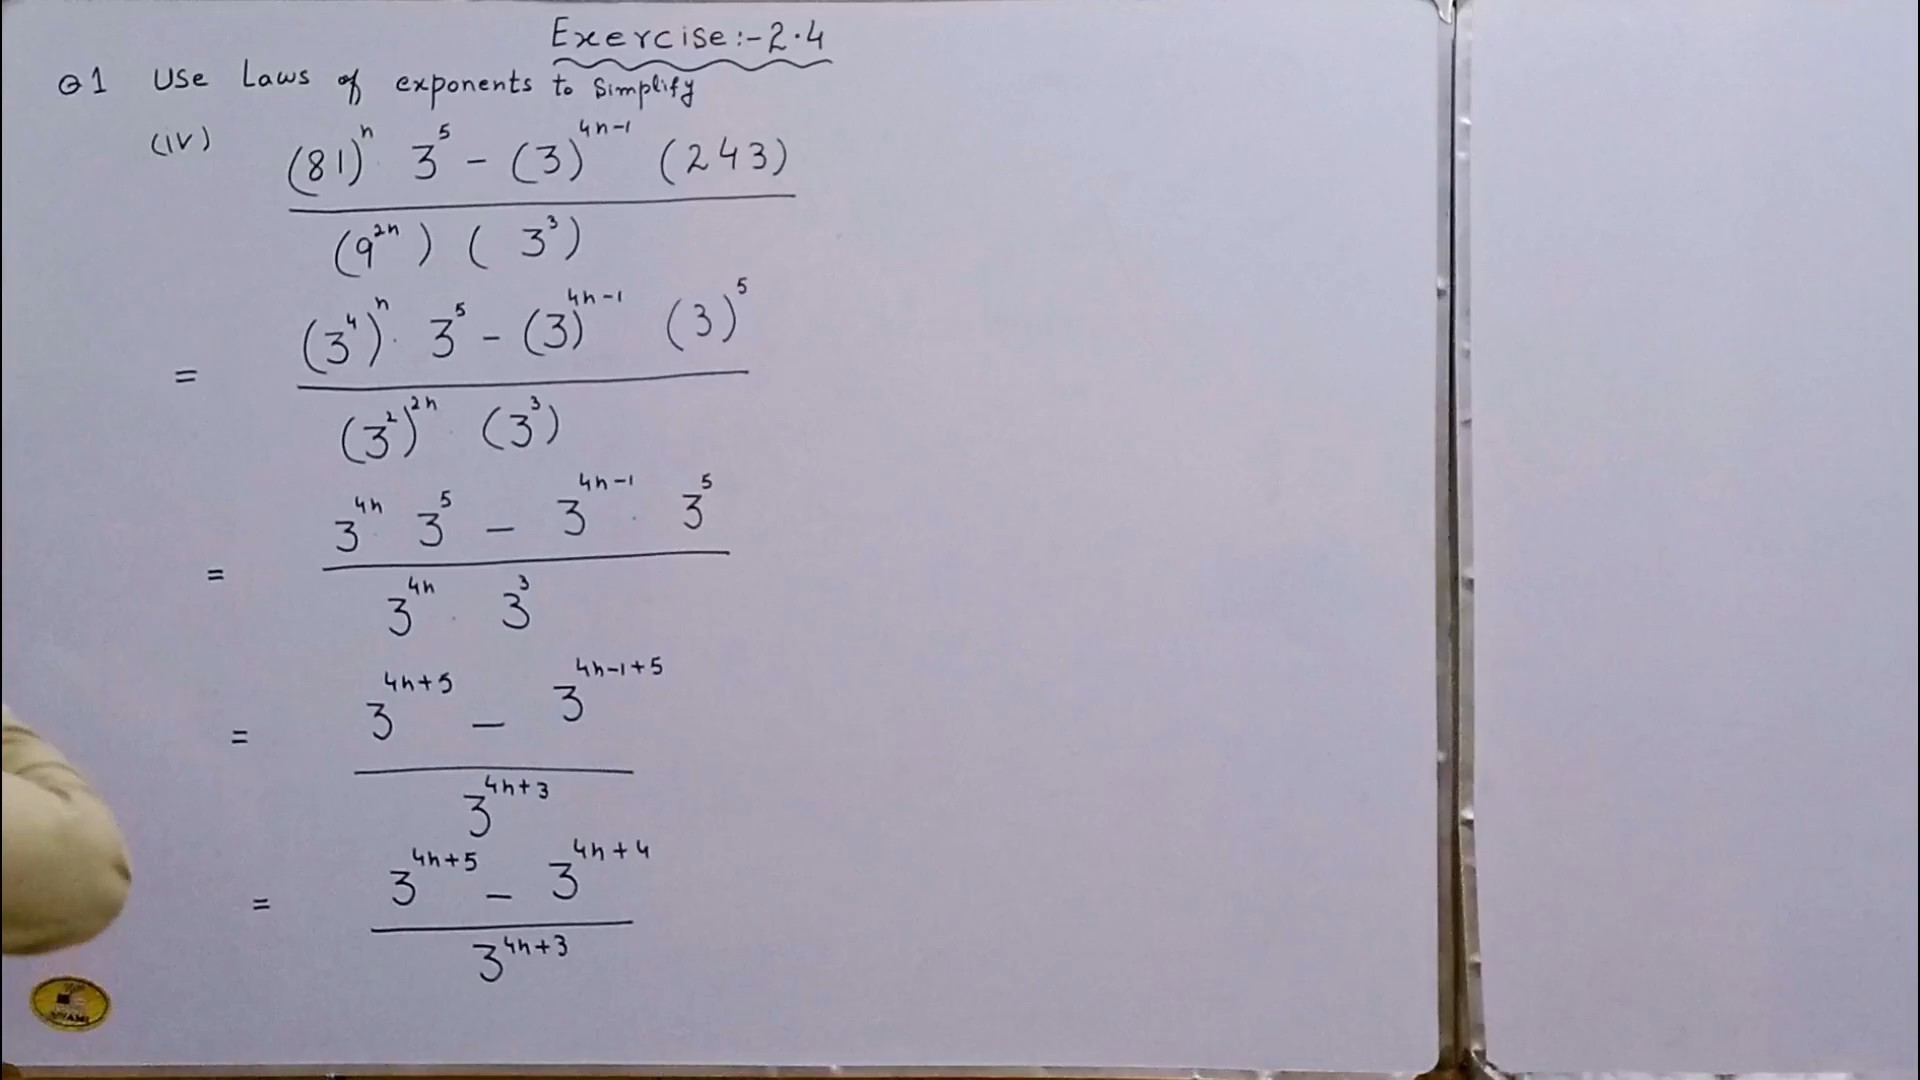 Exercise:-2.4
Q1 Use Laws of exponents to simplify
(iv) (81)^n 3^5 - (3)^{4n-1} (243)
(9^{2n}) ( 3^3)
= (3^4)^n . 3^5 - (3)^{4n-1} (3)^5
(3^2)^{2n} (3^3)
= 3^{4n} 3^5 - 3^{4n-1} . 3^5
3^{4n} . 3^3
= 3^{4n+5} - 3^{4n-1+5}
3^{4n+3}
= 3^{4n+5} - 3^{4n+4}
3^{4n+3}